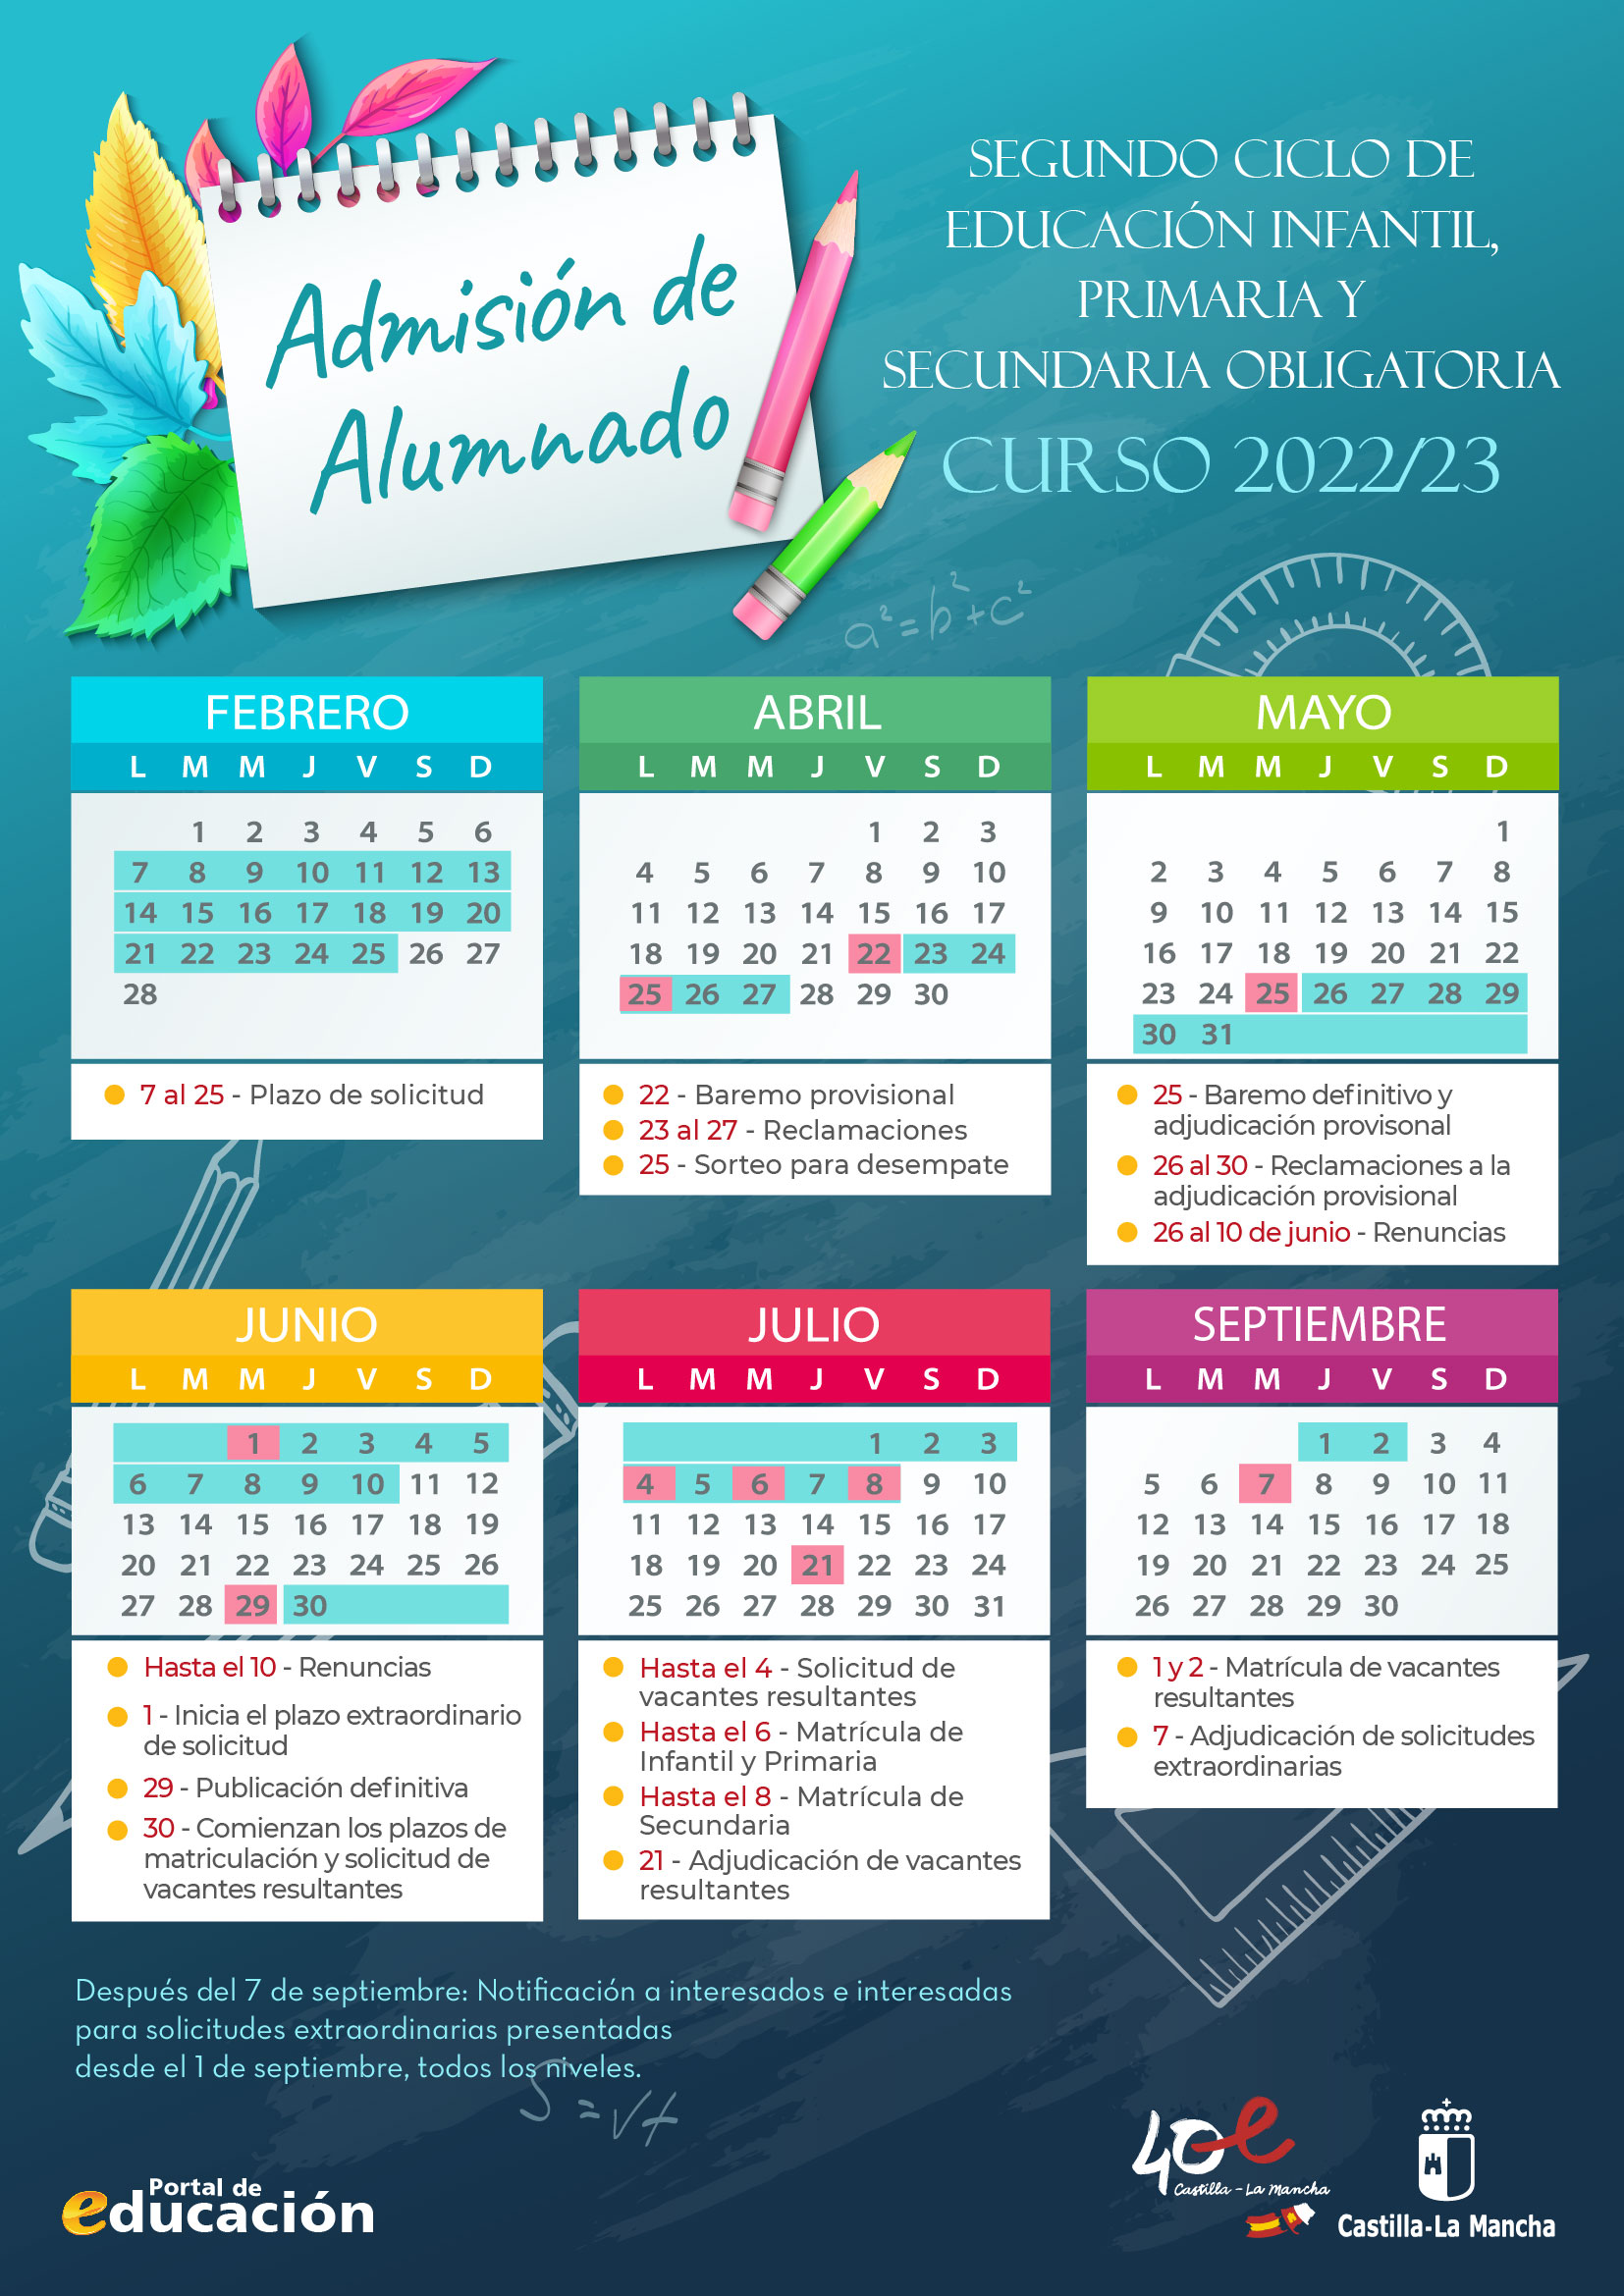 Admisión de
Alumnado
SEGUNDO CICLO DE
EDUCACIÓN INFANTIL,
PRIMARIA Y
SECUNDARIA OBLIGATORIA
CURSO 2022/23
a²=b²+c²
FEBRERO
L M M J V S D
1 2 3 4 5 6
7 8 9 10 11 12 13
14 15 16 17 18 19 20
21 22 23 24 25 26 27
28
7 al 25 - Plazo de solicitud
ABRIL
L M M J V S D
1 2 3
4 5 6 7 8 9 10
11 12 13 14 15 16 17
18 19 20 21 22 23 24
25 26 27 28 29 30
22 - Baremo provisional
23 al 27 - Reclamaciones
25 - Sorteo para desempate
MAYO
L M M J V S D
1
2 3 4 5 6 7 8
9 10 11 12 13 14 15
16 17 18 19 20 21 22
23 24 25 26 27 28 29
30 31
25 - Baremo definitivo y
adjudicación provisonal
26 al 30 - Reclamaciones a la
adjudicación provisional
26 al 10 de junio - Renuncias
JUNIO
L M M J V S D
1 2 3 4 5
6 7 8 9 10 11 12
13 14 15 16 17 18 19
20 21 22 23 24 25 26
27 28 29 30
Hasta el 10 - Renuncias
1 - Inicia el plazo extraordinario
de solicitud
29 - Publicación definitiva
30 - Comienzan los plazos de
matriculación y solicitud de
vacantes resultantes
JULIO
L M M J V S D
1 2 3
4 5 6 7 8 9 10
11 12 13 14 15 16 17
18 19 20 21 22 23 24
25 26 27 28 29 30 31
Hasta el 4 - Solicitud de
vacantes resultantes
Hasta el 6 - Matrícula de
Infantil y Primaria
Hasta el 8 - Matrícula de
Secundaria
21 - Adjudicación de vacantes
resultantes
SEPTIEMBRE
L M M J V S D
1 2 3 4
5 6 7 8 9 10 11
12 13 14 15 16 17 18
19 20 21 22 23 24 25
26 27 28 29 30
1 y 2 - Matrícula de vacantes
resultantes
7 - Adjudicación de solicitudes
extraordinarias
Después del 7 de septiembre: Notificación a interesados e interesadas
para solicitudes extraordinarias presentadas
desde el 1 de septiembre, todos los niveles.
S=vt
Portal de
educación
40e
Castilla - La Mancha
Castilla-La Mancha